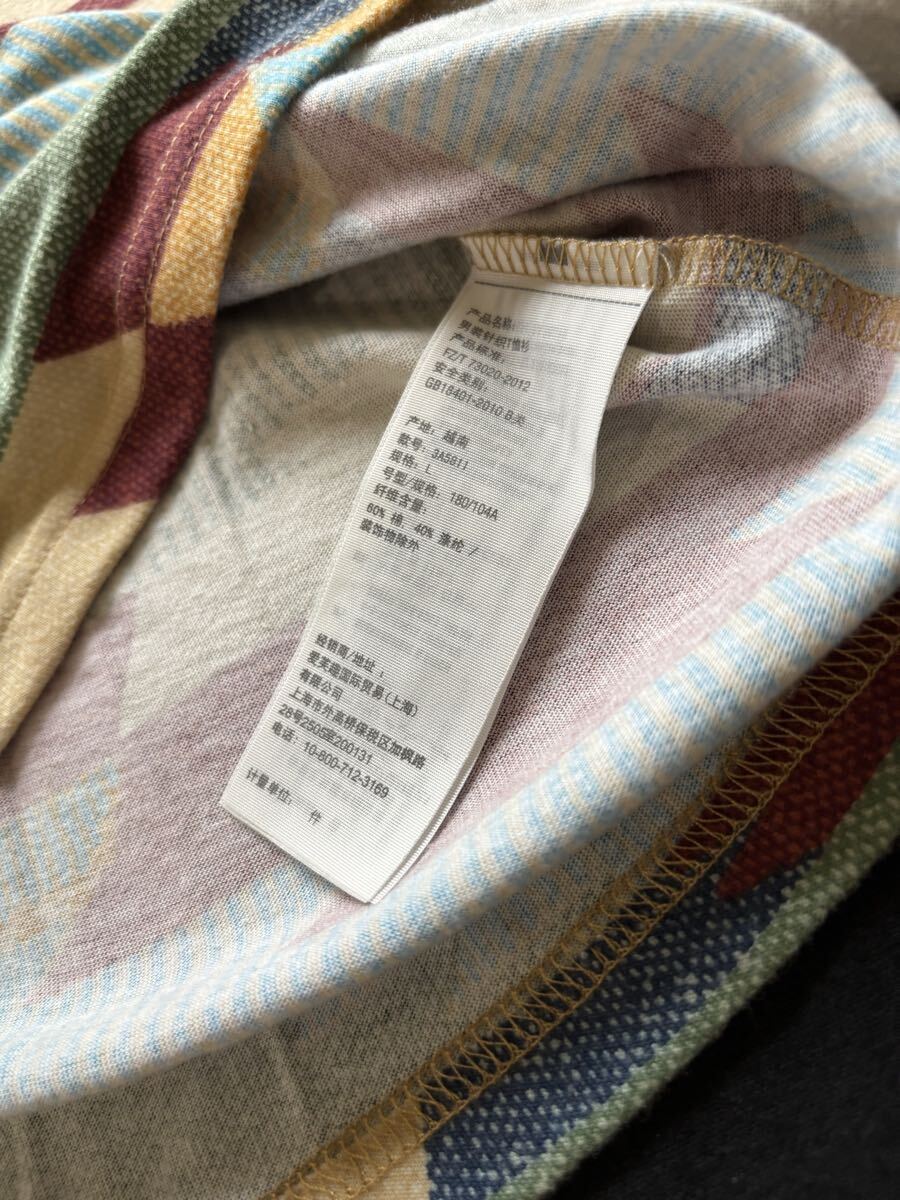 产品名称:
男装针织T恤衫
产品标准:
FZ/T 73020-2012
安全类别:
GB18401-2010 B类
产地: 越南
款号: 3A5811
规格: L
号型/规格: 180/104A
纤维含量:
60% 棉, 40% 涤纶 /
装饰物除外
经销商/地址:
国际贸易(上海)
有限公司
上海市外高桥保税区加枫路
28号2505室200131
电话: 10-800-712-3169
计量单位:
件